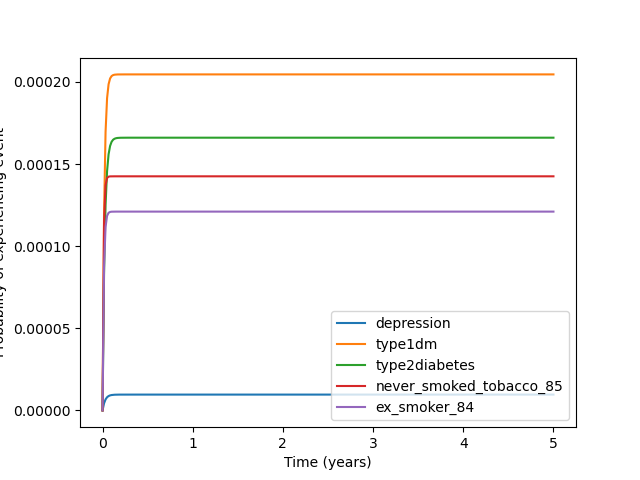 0.00020
0.00015
0.00010
0.00005
0.00000
Probability of experiencing event
depression
type1dm
type2diabetes
never_smoked_tobacco_85
ex_smoker_84
0 1 2 3 4 5
Time (years)